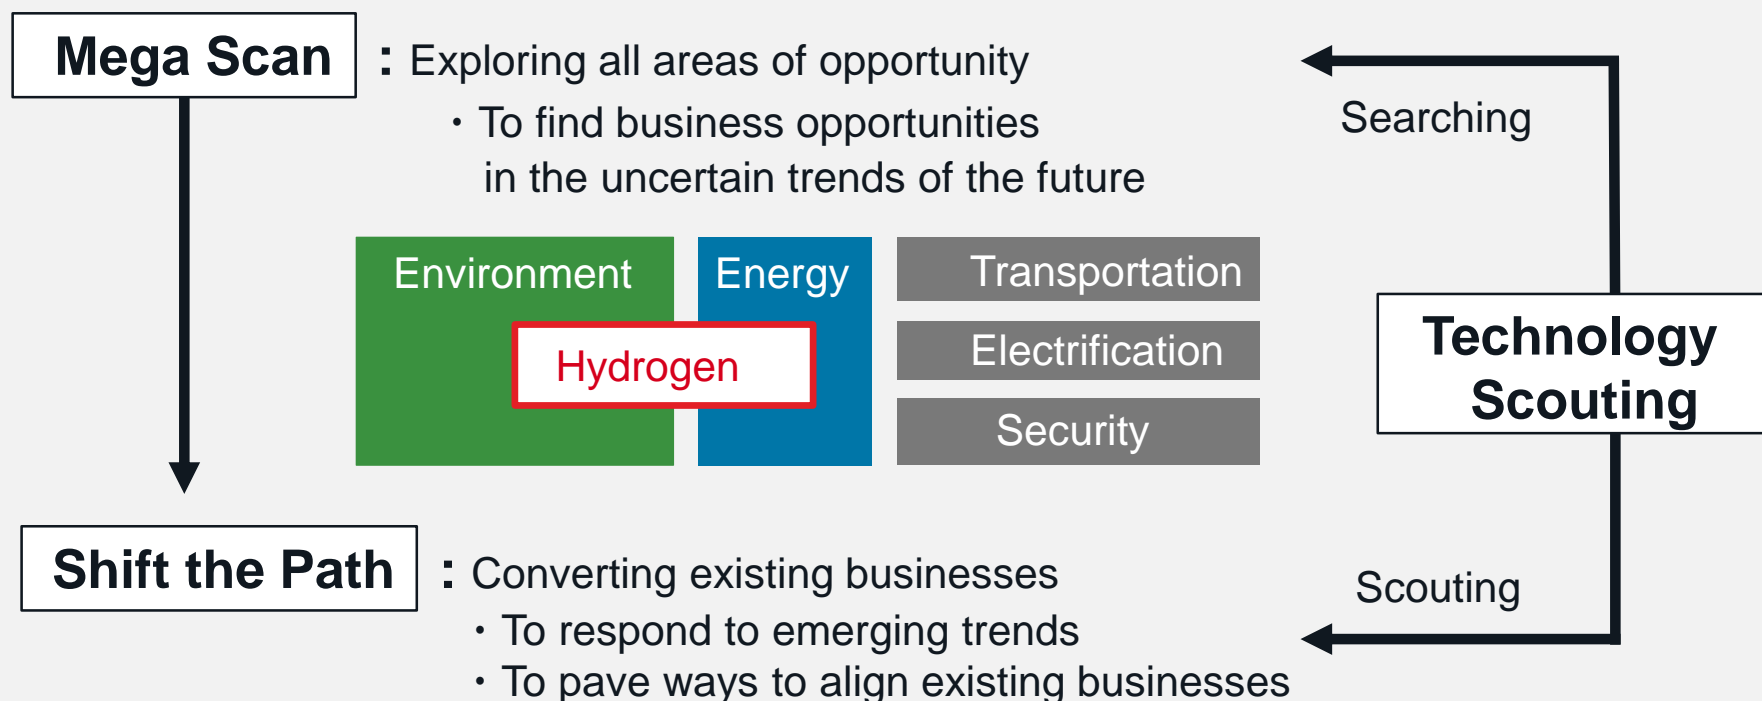 Mega Scan : Exploring all areas of opportunity
・To find business opportunities
in the uncertain trends of the future
Searching
Environment
Energy
Hydrogen
Transportation
Electrification
Security
Technology
Scouting
Shift the Path : Converting existing businesses
・To respond to emerging trends
・To pave ways to align existing businesses
Scouting